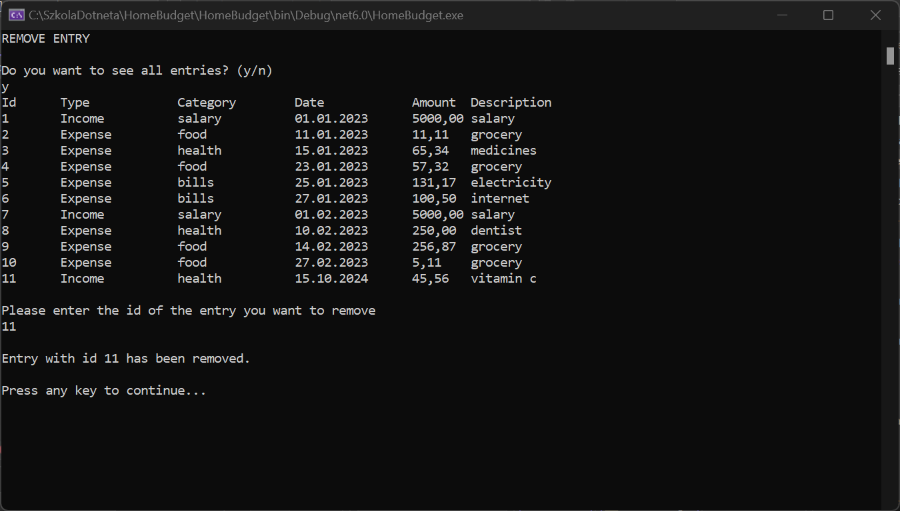 C:\SzkolaDotneta\HomeBudget\HomeBudget\bin\Debug\net6.0\HomeBudget.exe
REMOVE ENTRY
Do you want to see all entries? (y/n)
y
Id Type Category Date Amount Description
1 Income salary 01.01.2023 5000,00 salary
2 Expense food 11.01.2023 11,11 grocery
3 Expense health 15.01.2023 65,34 medicines
4 Expense food 23.01.2023 57,32 grocery
5 Expense bills 25.01.2023 131,17 electricity
6 Expense bills 27.01.2023 100,50 internet
7 Income salary 01.02.2023 5000,00 salary
8 Expense health 10.02.2023 250,00 dentist
9 Expense food 14.02.2023 256,87 grocery
10 Expense food 27.02.2023 5,11 grocery
11 Income health 15.10.2024 45,56 vitamin c
Please enter the id of the entry you want to remove
11
Entry with id 11 has been removed.
Press any key to continue...